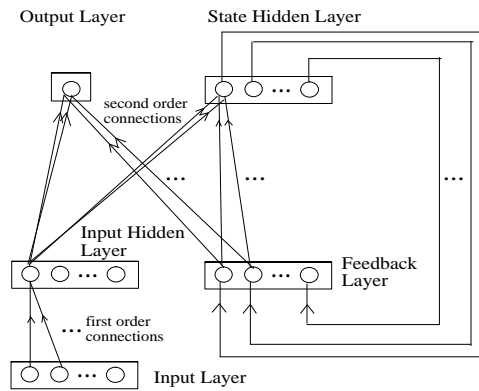 Output Layer
State Hidden Layer
second order
connections
Input Hidden
Layer
Feedback
Layer
first order
connections
Input Layer